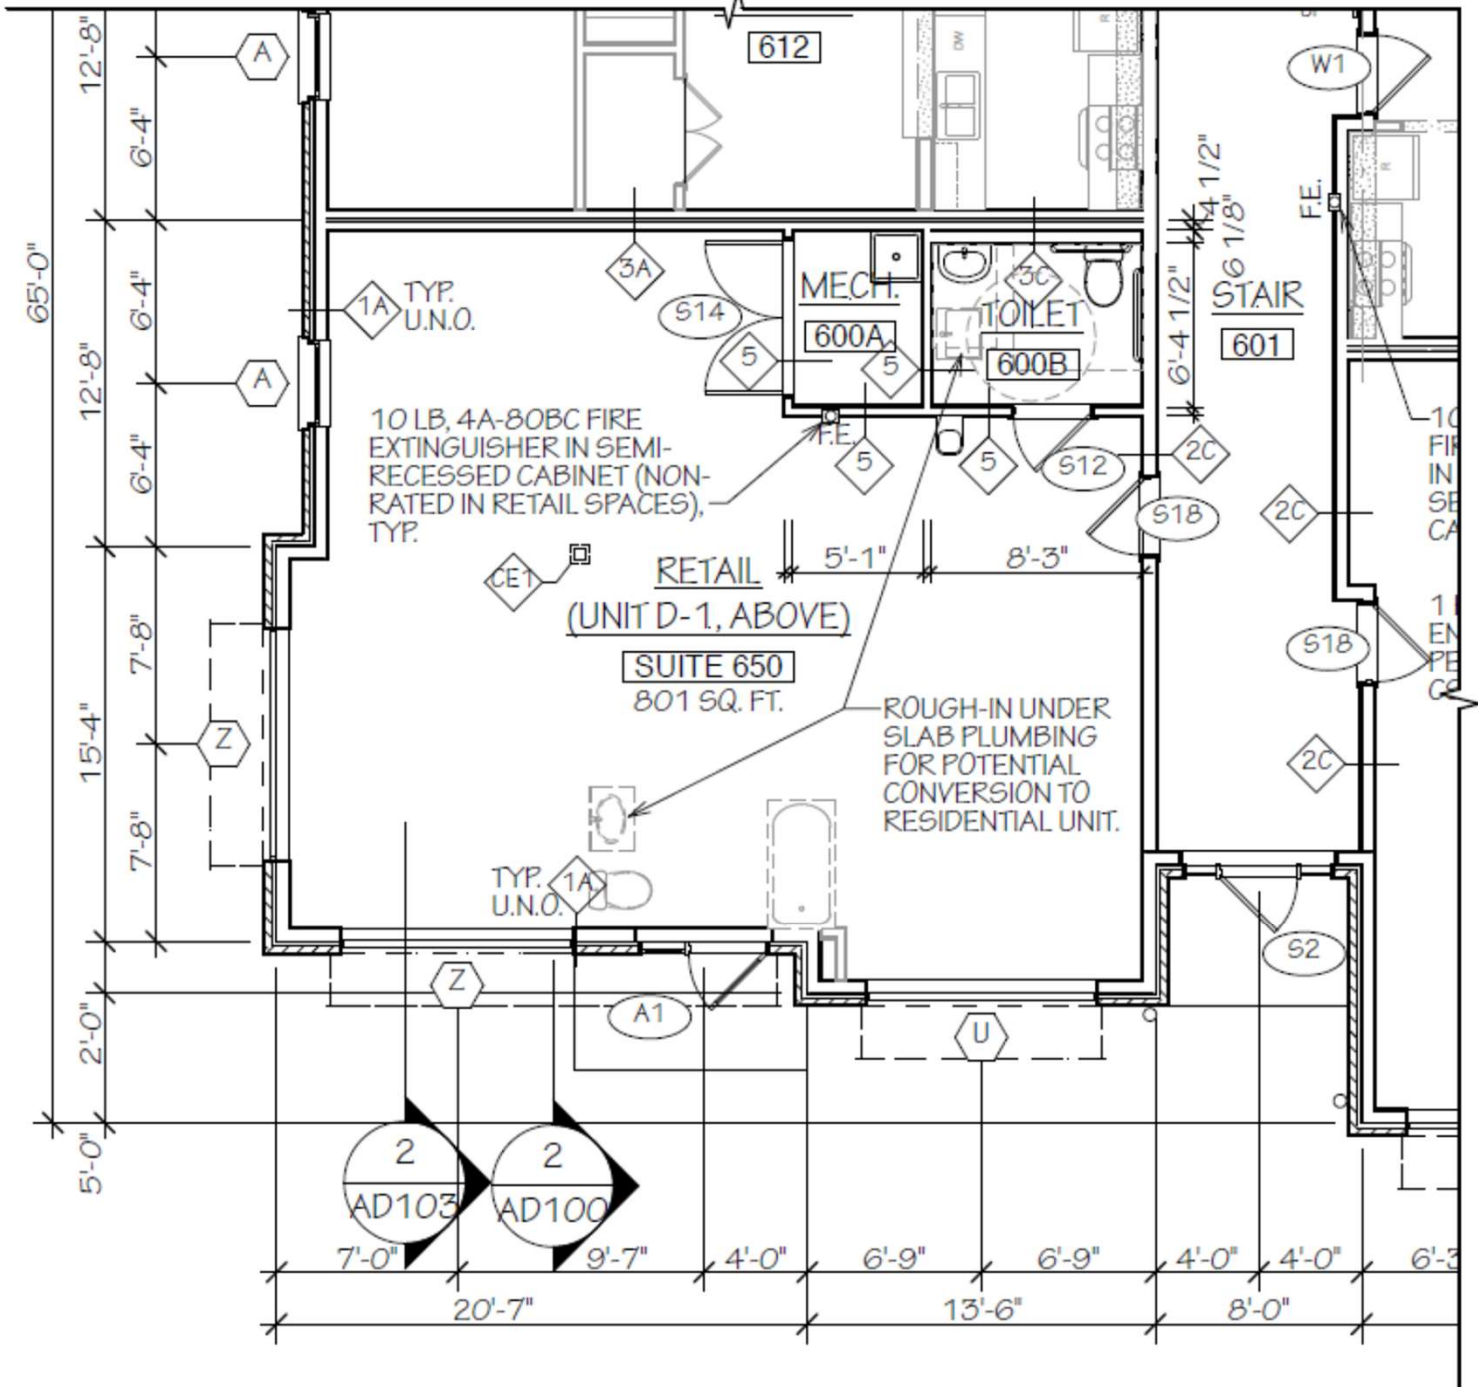 612
DW
R
W1
12'-8"
A
6'-4"
4 1/2"
6 1/8"
F.E.
R
65'-0"
3A
MECH.
600A
3C
TOILET
600B
STAIR
601
6'-4 1/2"
1A
TYP.
U.N.O.
S14
5
5
6'-4"
12'-8"
A
6'-4"
10 LB, 4A-80BC FIRE
EXTINGUISHER IN SEMI-
RECESSED CABINET (NON-
RATED IN RETAIL SPACES),
TYP.
F.E.
5
5
S12
2C
S18
2C
10
IN
5'-1"
8'-3"
CE1
RETAIL
(UNIT D-1, ABOVE)
SUITE 650
801 SQ. FT.
7'-8"
S18
1
Z
15'-4"
7'-8"
ROUGH-IN UNDER
SLAB PLUMBING
FOR POTENTIAL
CONVERSION TO
RESIDENTIAL UNIT.
2C
TYP.
U.N.O.
1A
S2
Z
A1
U
2'-0"
5'-0"
2
AD103
2
AD100
7'-0"
9'-7"
4'-0"
6'-9"
6'-9"
4'-0"
4'-0"
6'-3
20'-7"
13'-6"
8'-0"